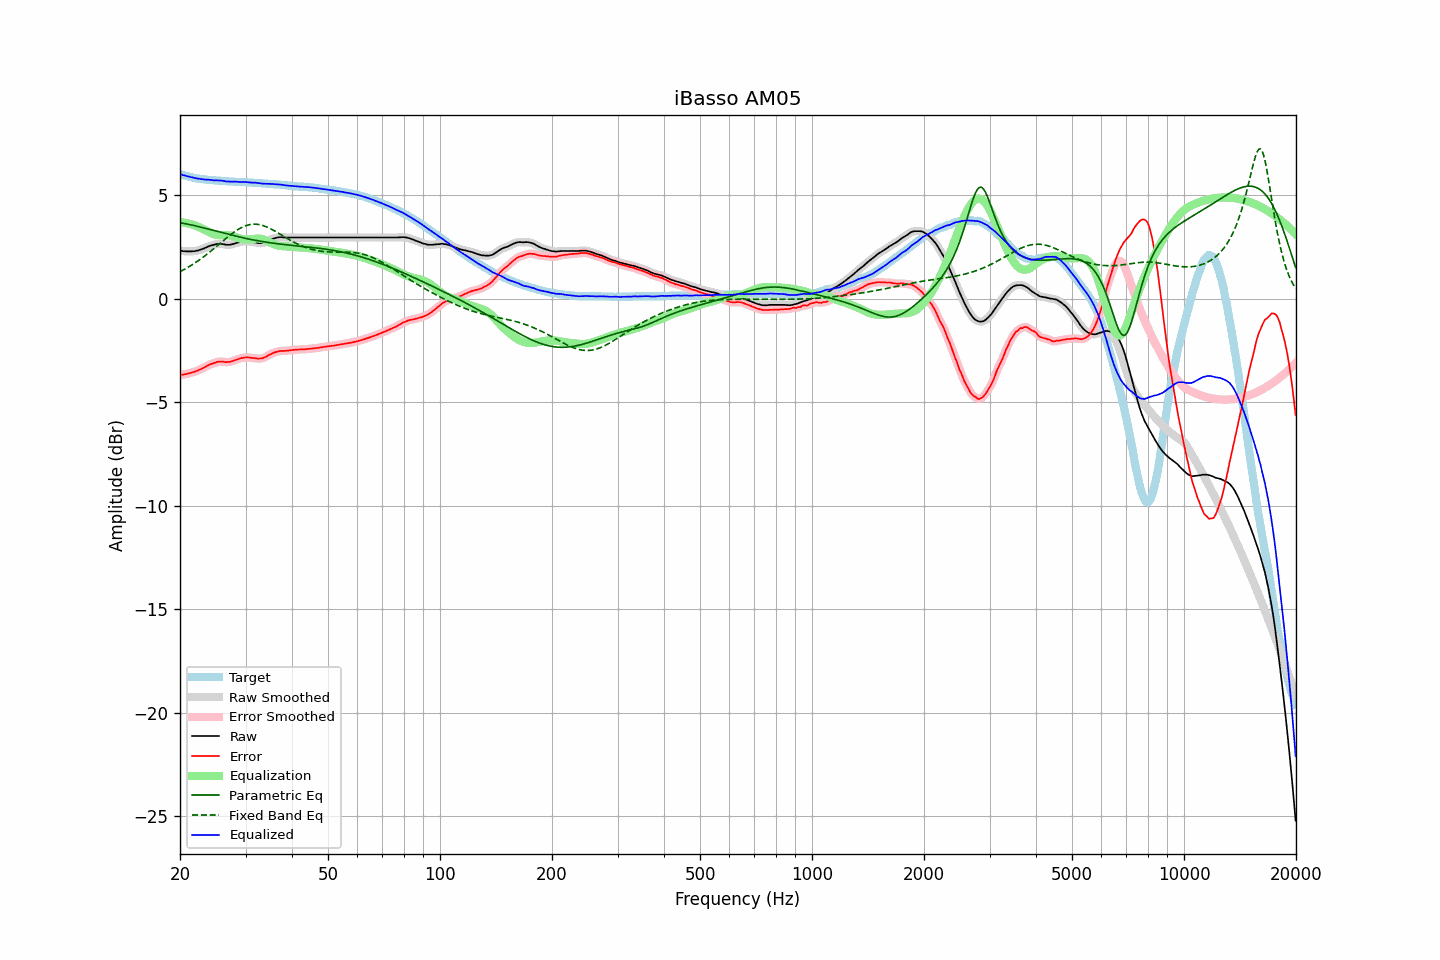 iBasso AM05
Amplitude (dBr)
5
0
−5
−10
−15
−20
−25
Target
Raw Smoothed
Error Smoothed
Raw
Error
Equalization
Parametric Eq
Fixed Band Eq
Equalized
20 50 100 200 500 1000 2000 5000 10000 20000
Frequency (Hz)